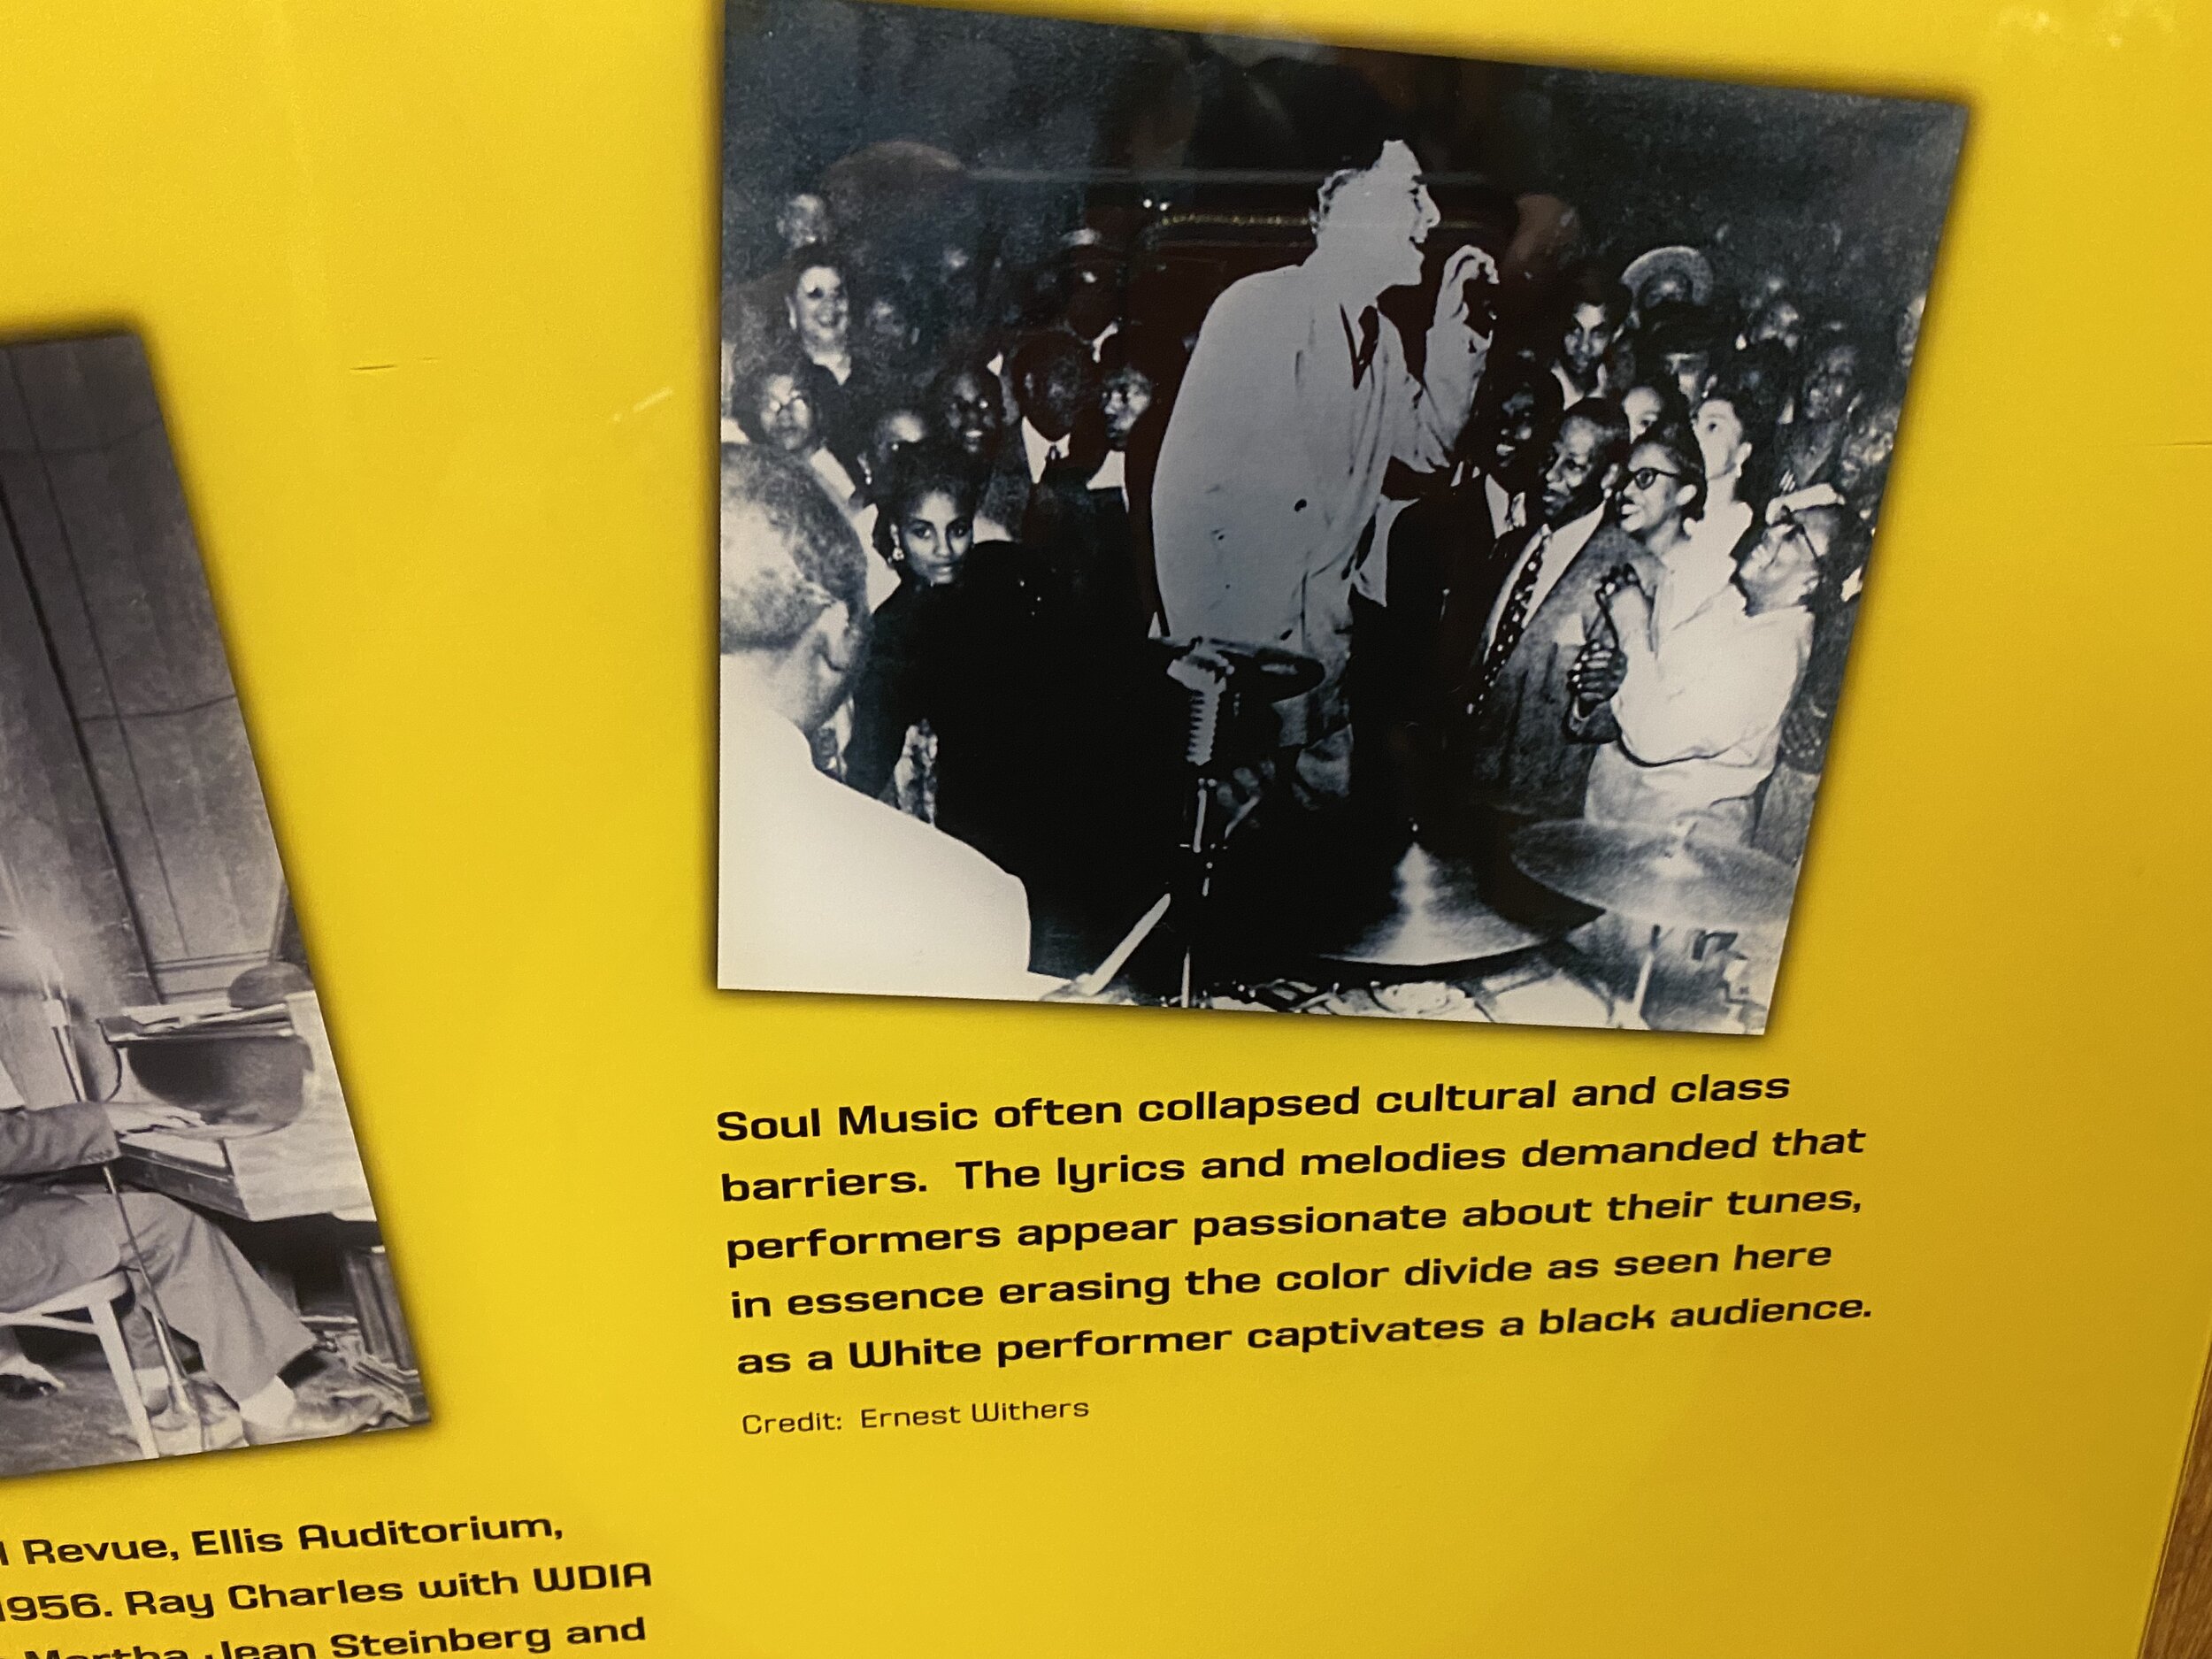 Soul Music often collapsed cultural and class
barriers. The lyrics and melodies demanded that
performers appear passionate about their tunes,
in essence erasing the color divide as seen here
as a White performer captivates a black audience.
Credit: Ernest Withers
Revue, Ellis Auditorium,
1956. Ray Charles with WDIA
Martha Jean Steinberg and